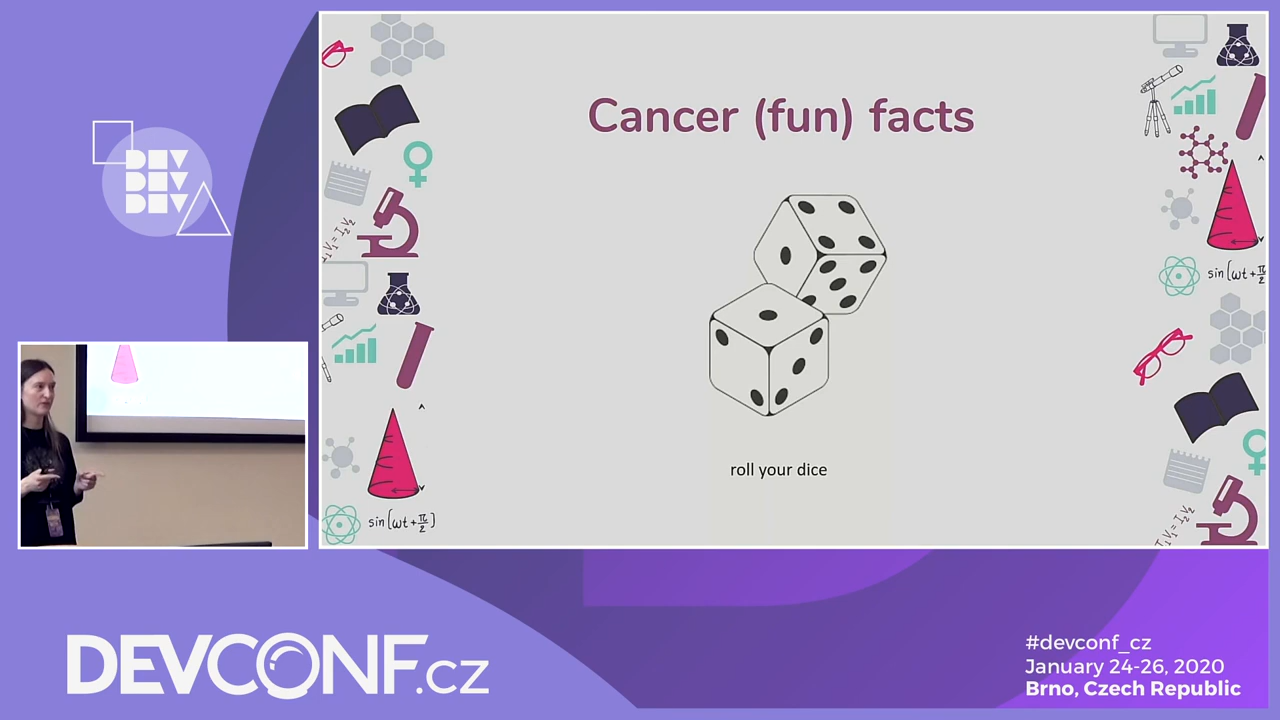 DEV
DEV
DEV
Cancer (fun) facts
roll your dice
sin(ωt+π/2)
sin(ωt+π/2
DEVCONF.cz
#devconf_cz
January 24-26, 2020
Brno, Czech Republic